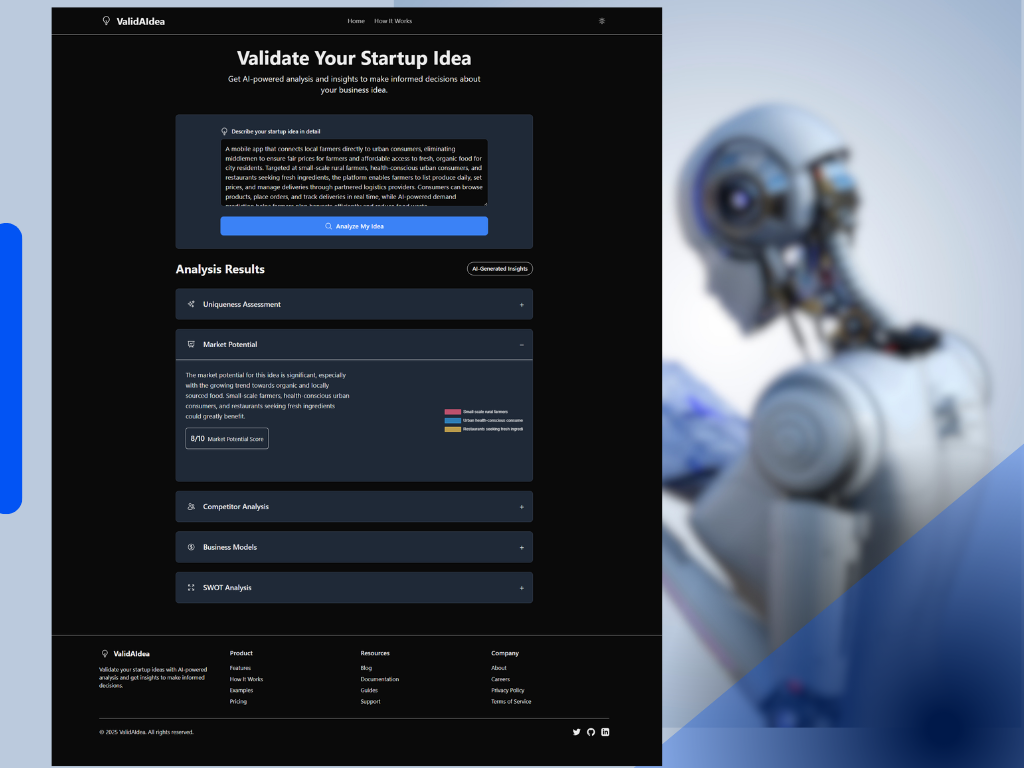 ValidAIdea
Home How It Works
Validate Your Startup Idea
Get AI-powered analysis and insights to make informed decisions about
your business idea.
Describe your startup idea in detail
A mobile app that connects local farmers directly to urban consumers, eliminating
middlemen to ensure fair prices for farmers and affordable access to fresh, organic food for
city residents. Targeted at small-scale rural farmers, health-conscious urban consumers, and
restaurants seeking fresh ingredients, the platform enables farmers to list produce daily, set
prices, and manage deliveries through partnered logistics providers. Consumers can browse
products, place orders, and track deliveries in real time, while AI-powered demand
Analyze My Idea
Analysis Results
AI-Generated Insights
Uniqueness Assessment
+
Market Potential
−
The market potential for this idea is significant, especially
with the growing trend towards organic and locally
sourced food. Small-scale farmers, health-conscious urban
consumers, and restaurants seeking fresh ingredients
could greatly benefit.
8/10 Market Potential Score
Small-scale rural farmers
Urban health-conscious consume
Restaurants seeking fresh ingredi
Competitor Analysis
+
Business Models
+
SWOT Analysis
+
ValidAIdea
Validate your startup ideas with AI-powered
analysis and get insights to make informed
decisions.
Product
Features
How It Works
Examples
Pricing
Resources
Blog
Documentation
Guides
Support
Company
About
Careers
Privacy Policy
Terms of Service
© 2025 ValidAIdea. All rights reserved.